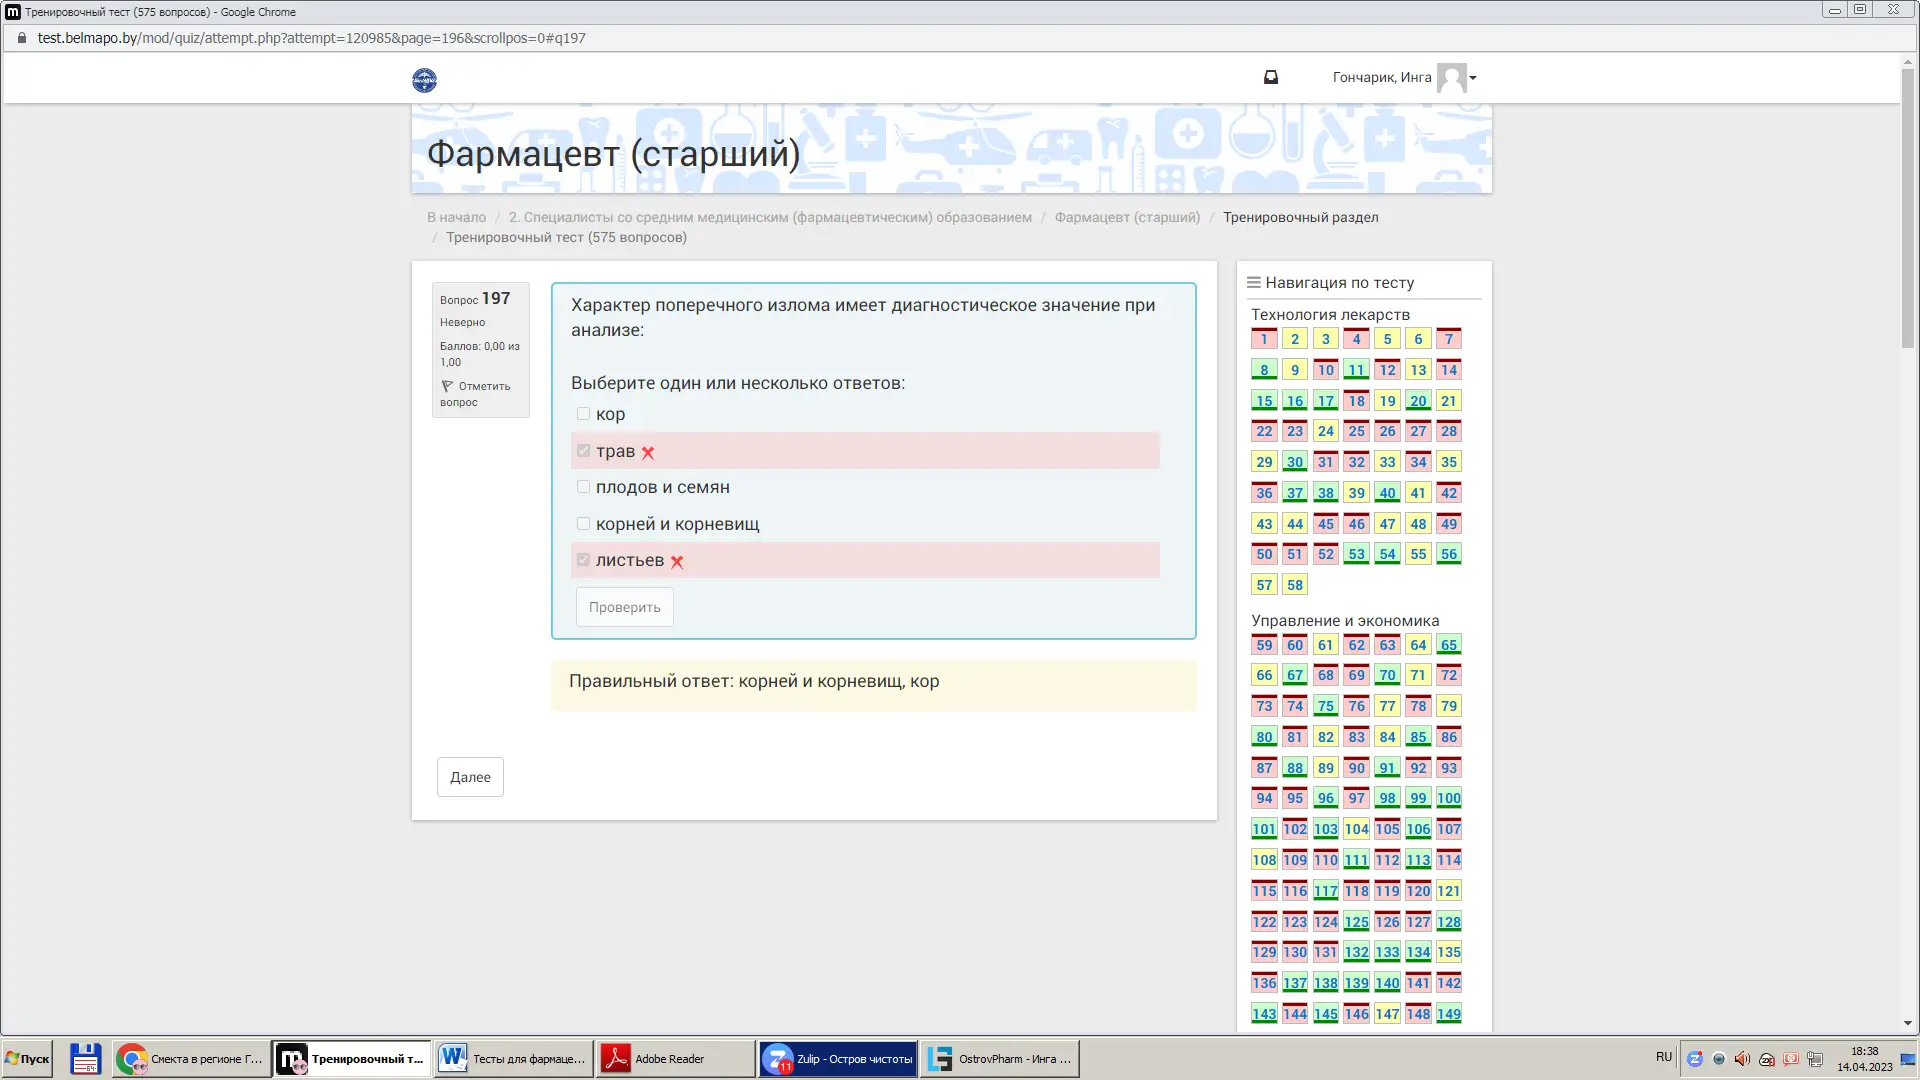 Тренировочный тест (575 вопросов) - Google Chrome
test.belmapo.by/mod/quiz/attempt.php?attempt=120985&page=196&scrollpos=0#q197
Гончарик, Инга
Фармацевт (старший)
В начало / 2. Специалисты со средним медицинским (фармацевтическим) образованием / Фармацевт (старший) / Тренировочный раздел
/ Тренировочный тест (575 вопросов)
Вопрос 197
Неверно
Баллов: 0,00 из
1,00
Отметить
вопрос
Характер поперечного излома имеет диагностическое значение при
анализе:
Выберите один или несколько ответов:
кор
трав
плодов и семян
корней и корневищ
листьев
Проверить
Правильный ответ: корней и корневищ, кор
Далее
Навигация по тесту
Технология лекарств
1 2 3 4 5 6 7
8 9 10 11 12 13 14
15 16 17 18 19 20 21
22 23 24 25 26 27 28
29 30 31 32 33 34 35
36 37 38 39 40 41 42
43 44 45 46 47 48 49
50 51 52 53 54 55 56
57 58
Управление и экономика
59 60 61 62 63 64 65
66 67 68 69 70 71 72
73 74 75 76 77 78 79
80 81 82 83 84 85 86
87 88 89 90 91 92 93
94 95 96 97 98 99 100
101 102 103 104 105 106 107
108 109 110 111 112 113 114
115 116 117 118 119 120 121
122 123 124 125 126 127 128
129 130 131 132 133 134 135
136 137 138 139 140 141 142
143 144 145 146 147 148 149
Пуск
Смекта в регионе Г...
Тренировочный т...
Тесты для фармаце...
Adobe Reader
11
Zulip - Остров чистоты
OstrovPharm - Инга ...
RU
18:38
14.04.2023